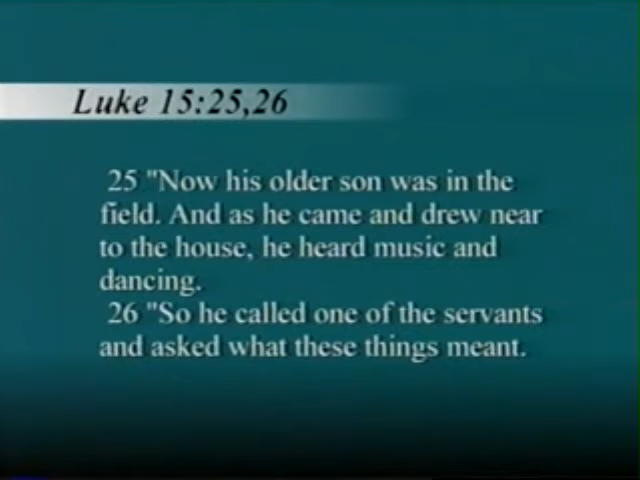 Luke 15:25,26
25 "Now his older son was in the
field. And as he came and drew near
to the house, he heard music and
dancing.
26 "So he called one of the servants
and asked what these things meant.